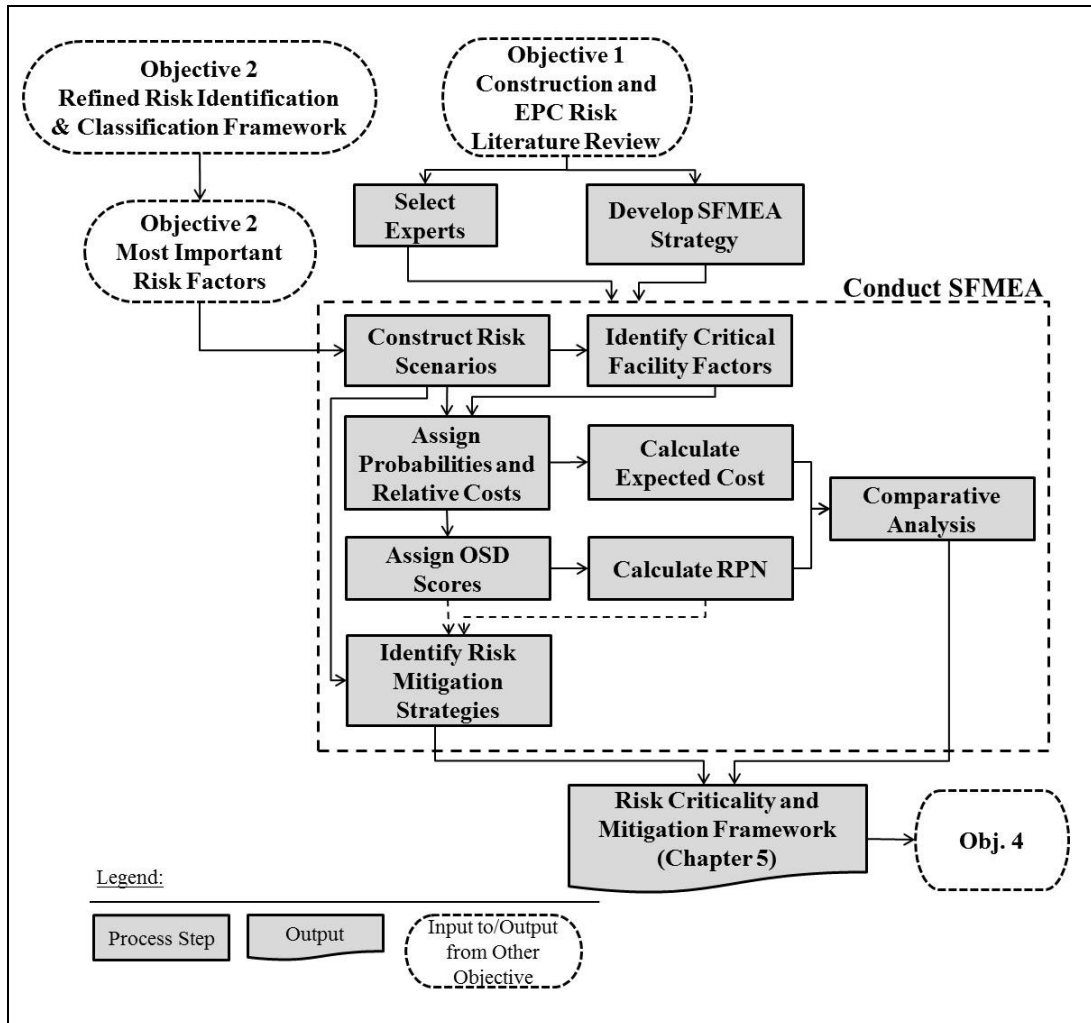 Objective 2
Refined Risk Identification
& Classification Framework
Objective 1
Construction and
EPC Risk
Literature Review
Select
Experts
Develop SFMEA
Strategy
Objective 2
Most Important
Risk Factors
Conduct SFMEA
Construct Risk
Scenarios
Identify Critical
Facility Factors
Assign
Probabilities and
Relative Costs
Calculate
Expected Cost
Comparative
Analysis
Assign OSD
Scores
Calculate RPN
Identify Risk
Mitigation
Strategies
Risk Criticality and
Mitigation Framework
(Chapter 5)
Obj. 4
Legend:
Process Step
Output
Input to/Output
from Other
Objective